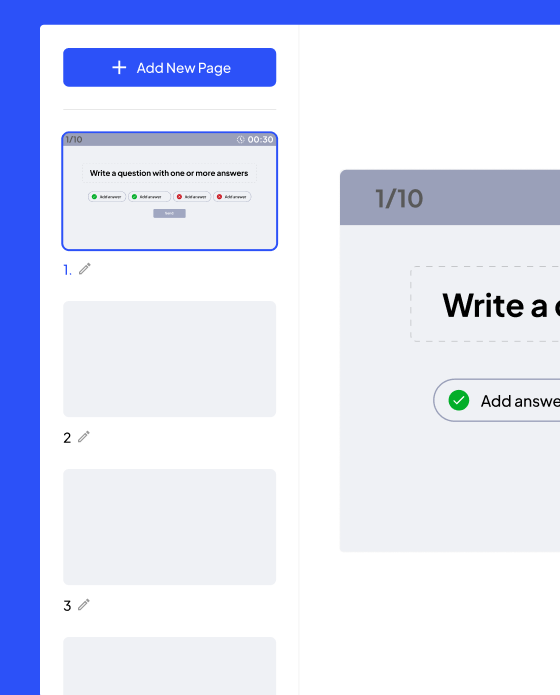 Add New Page
1/10
00:30
Write a question with one or more answers
Add answer
Add answer
Add answer
Add answer
1.
2
3
1/10
Write a
Add answe